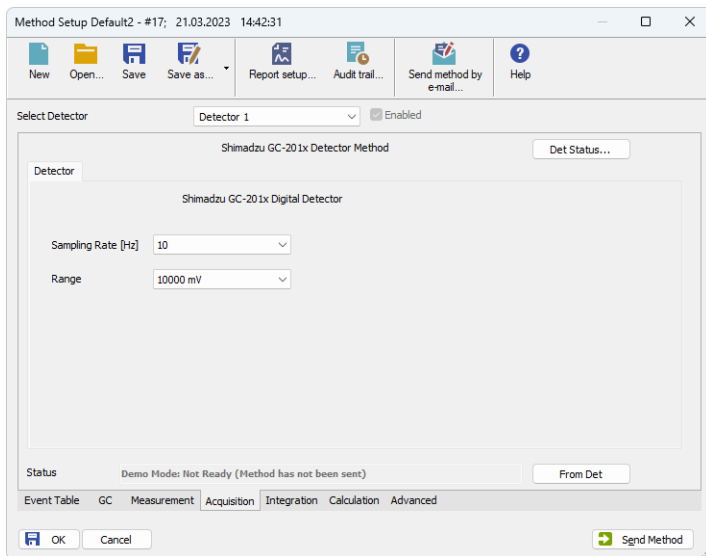 Method Setup Default2 - #17; 21.03.2023 14:42:31
New Open... Save Save as... Report setup... Audit trail... Send method by e-mail... Help
Select Detector Detector 1 Enabled
Shimadzu GC-201x Detector Method Det Status...
Detector
Shimadzu GC-201x Digital Detector
Sampling Rate [Hz] 10
Range 10000 mV
Status Demo Mode: Not Ready (Method has not been sent) From Det
Event Table GC Measurement Acquisition Integration Calculation Advanced
OK Cancel Send Method